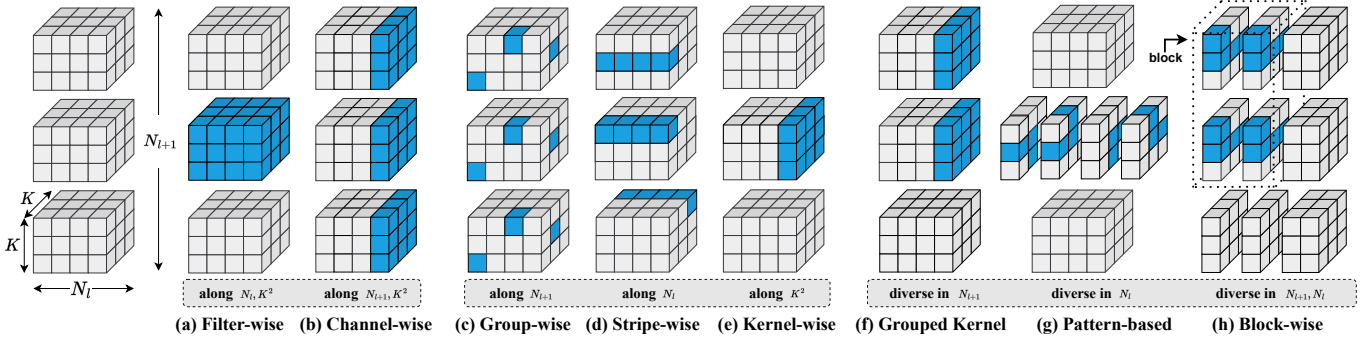 K
K
N_l
N_{l+1}
block
along N_l, K^2
along N_{l+1}, K^2
along N_{l+1}
along N_l
along K^2
diverse in N_{l+1}
diverse in N_l
diverse in N_{l+1}, N_l
(a) Filter-wise
(b) Channel-wise
(c) Group-wise
(d) Stripe-wise
(e) Kernel-wise
(f) Grouped Kernel
(g) Pattern-based
(h) Block-wise